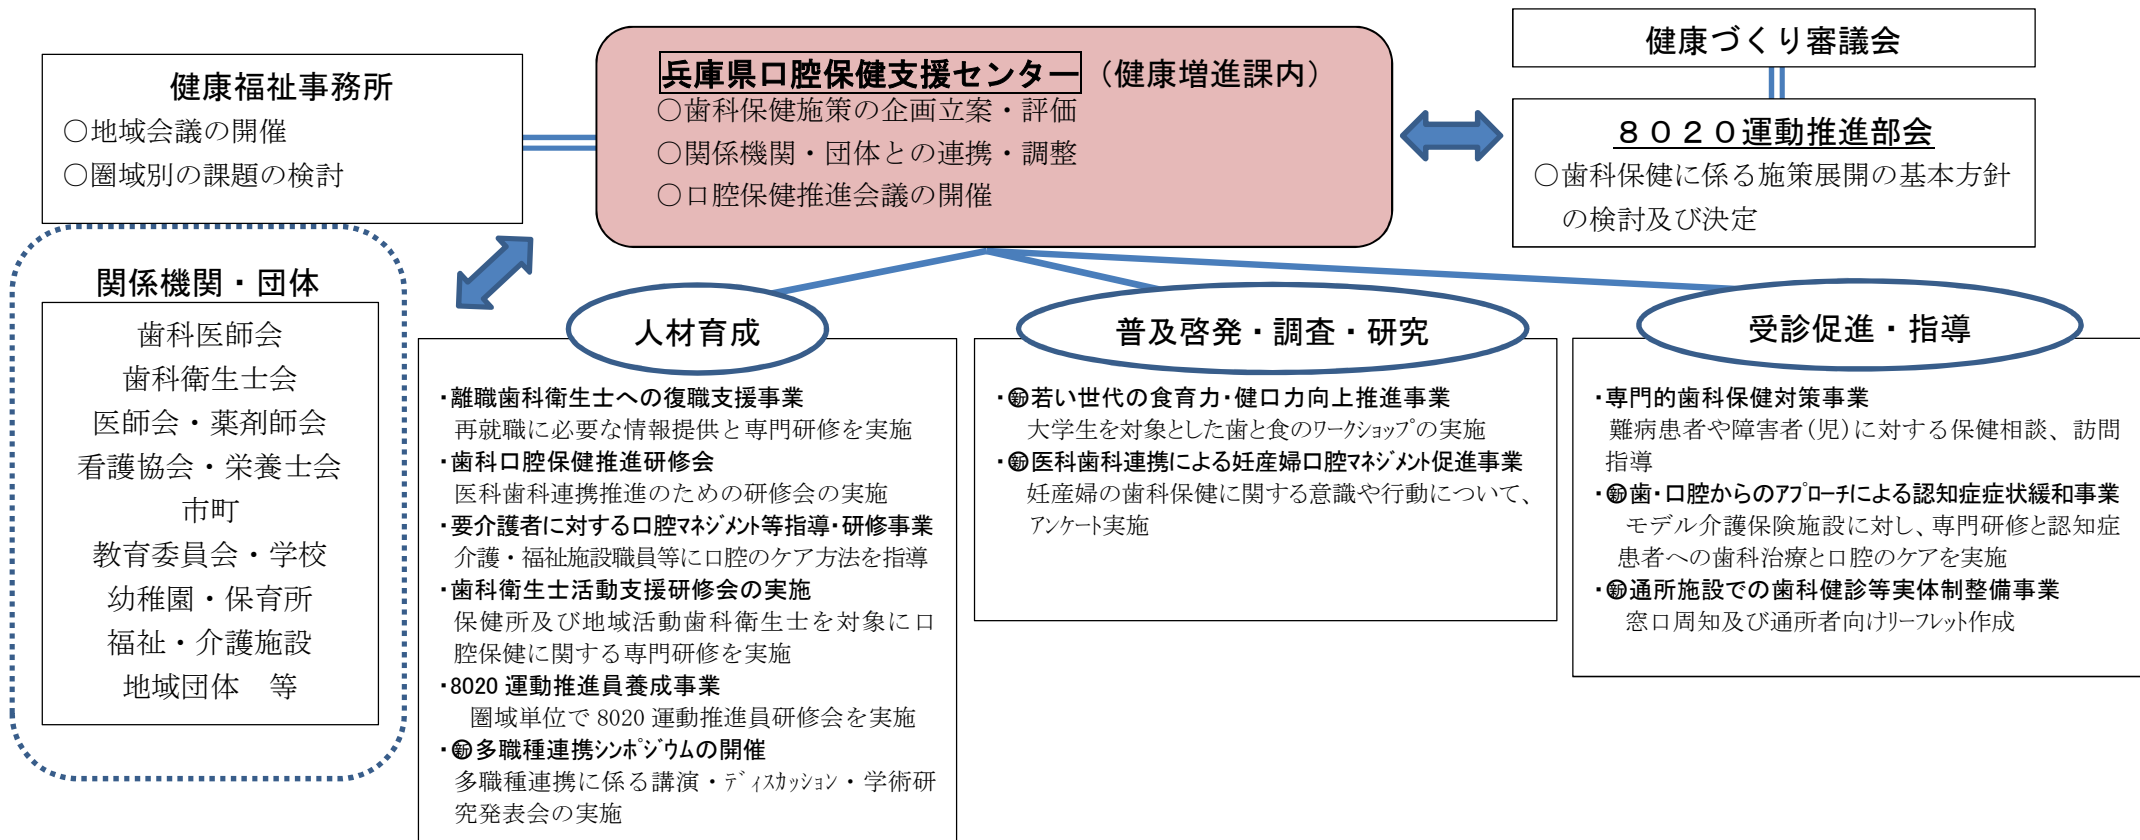 健康福祉事務所
○地域会議の開催
○圏域別の課題の検討
兵庫県口腔保健支援センター（健康増進課内）
○歯科保健施策の企画立案・評価
○関係機関・団体との連携・調整
○口腔保健推進会議の開催
健康づくり審議会
８０２０運動推進部会
○歯科保健に係る施策展開の基本方針
の検討及び決定
関係機関・団体
歯科医師会
歯科衛生士会
医師会・薬剤師会
看護協会・栄養士会
市町
教育委員会・学校
幼稚園・保育所
福祉・介護施設
地域団体　等
人材育成
・離職歯科衛生士への復職支援事業
再就職に必要な情報提供と専門研修を実施
・歯科口腔保健推進研修会
医科歯科連携推進のための研修会の実施
・要介護者に対する口腔ﾏﾈｼﾞﾒﾝﾄ等指導・研修事業
介護・福祉施設職員等に口腔のケア方法を指導
・歯科衛生士活動支援研修会の実施
保健所及び地域活動歯科衛生士を対象に口
腔保健に関する専門研修を実施
・8020 運動推進員養成事業
圏域単位で 8020 運動推進員研修会を実施
・㊟多職種連携ｼﾝﾎﾟｼﾞｳﾑの開催
多職種連携に係る講演・ﾃﾞｨｽｶｯｼｮﾝ・学術研
究発表会の実施
普及啓発・調査・研究
・新若い世代の食育力・健口力向上推進事業
大学生を対象とした歯と食のﾜｰｸｼｮｯﾌﾟの実施
・新医科歯科連携による妊産婦口腔ﾏﾈｼﾞﾒﾝﾄ促進事業
妊産婦の歯科保健に関する意識や行動について、
ｱﾝｹｰﾄ実施
受診促進・指導
・専門的歯科保健対策事業
難病患者や障害者(児)に対する保健相談、訪問
指導
・新歯・口腔からのｱﾌﾟﾛｰﾁによる認知症症状緩和事業
モデル介護保険施設に対し、専門研修と認知症
患者への歯科治療と口腔のケアを実施
・新通所施設での歯科健診等実体制整備事業
窓口周知及び通所者向けﾘｰﾌﾚｯﾄ作成